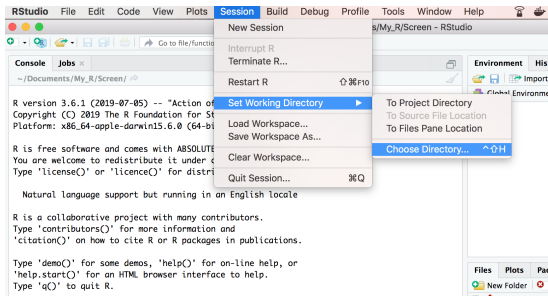 RStudio File Edit Code View Plots Session Build Debug Profile Tools Window Help
New Session
s/My_R/Screen - RStudio
Go to file/functio
Interrupt R
Terminate R...
Restart R ⇧⌘F10
Set Working Directory
Load Workspace...
Save Workspace As...
Clear Workspace...
Quit Session... ⌘Q
To Project Directory
To Source File Location
To Files Pane Location
Choose Directory... ^⇧H
Console Jobs
~/Documents/My_R/Screen/
R version 3.6.1 (2019-07-05) -- "Action of
Copyright (C) 2019 The R Foundation for St
Platform: x86_64-apple-darwin15.6.0 (64-bi
R is free software and comes with ABSOLUTE
You are welcome to redistribute it under c
Type 'license()' or 'licence()' for distri
Natural language support but running in an English locale
R is a collaborative project with many contributors.
Type 'contributors()' for more information and
'citation()' on how to cite R or R packages in publications.
Type 'demo()' for some demos, 'help()' for on-line help, or
'help.start()' for an HTML browser interface to help.
Type 'q()' to quit R.
Environment His
Import
Global Environme
Files Plots Pa
New Folder